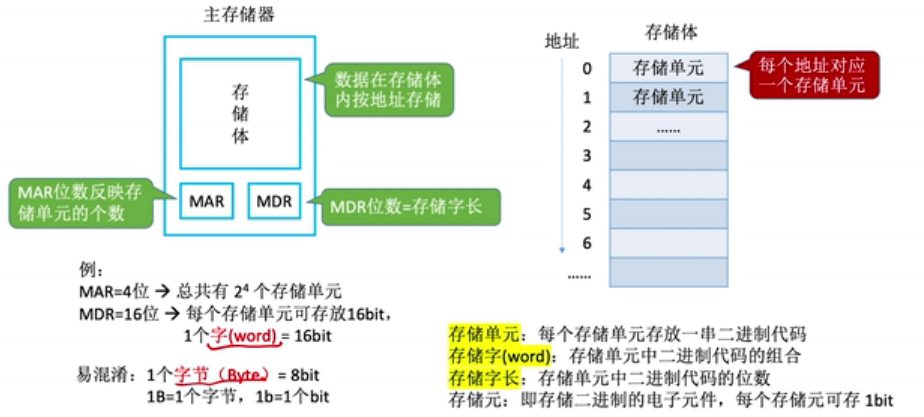 主存储器
存
储
体
数据在存储体
内按地址存储
MAR位数反映存
储单元的个数
MAR
MDR
MDR位数=存储字长
例：
MAR=4位 → 总共有 2⁴ 个存储单元
MDR=16位 → 每个存储单元可存放16bit，
1个字(word) = 16bit
易混淆：1个字节（Byte）= 8bit
1B=1个字节，1b=1个bit
地址
存储体
0
存储单元
每个地址对应
一个存储单元
1
存储单元
2
......
3
4
5
6
......
存储单元：每个存储单元存放一串二进制代码
存储字(word)：存储单元中二进制代码的组合
存储字长：存储单元中二进制代码的位数
存储元：即存储二进制的电子元件，每个存储元可存 1bit